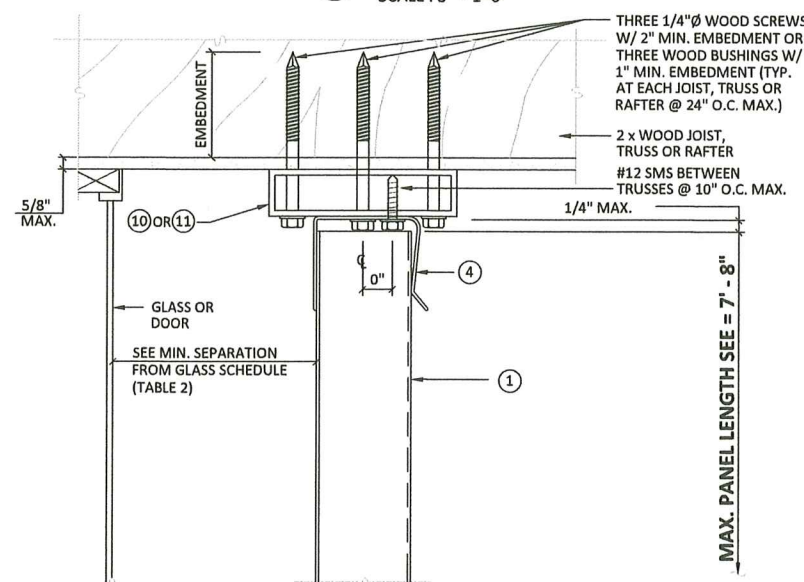 THREE 1/4"Ø WOOD SCREWS
W/ 2" MIN. EMBEDMENT OR
THREE WOOD BUSHINGS W/
1" MIN. EMBEDMENT (TYP.
AT EACH JOIST, TRUSS OR
RAFTER @ 24" O.C. MAX.)
EMBEDMENT
2 x WOOD JOIST,
TRUSS OR RAFTER
#12 SMS BETWEEN
TRUSSES @ 10" O.C. MAX.
5/8"
MAX.
10 OR 11
1/4" MAX.
0"
4
GLASS OR
DOOR
SEE MIN. SEPARATION
FROM GLASS SCHEDULE
(TABLE 2)
1
MAX. PANEL LENGTH SEE = 7' - 8"